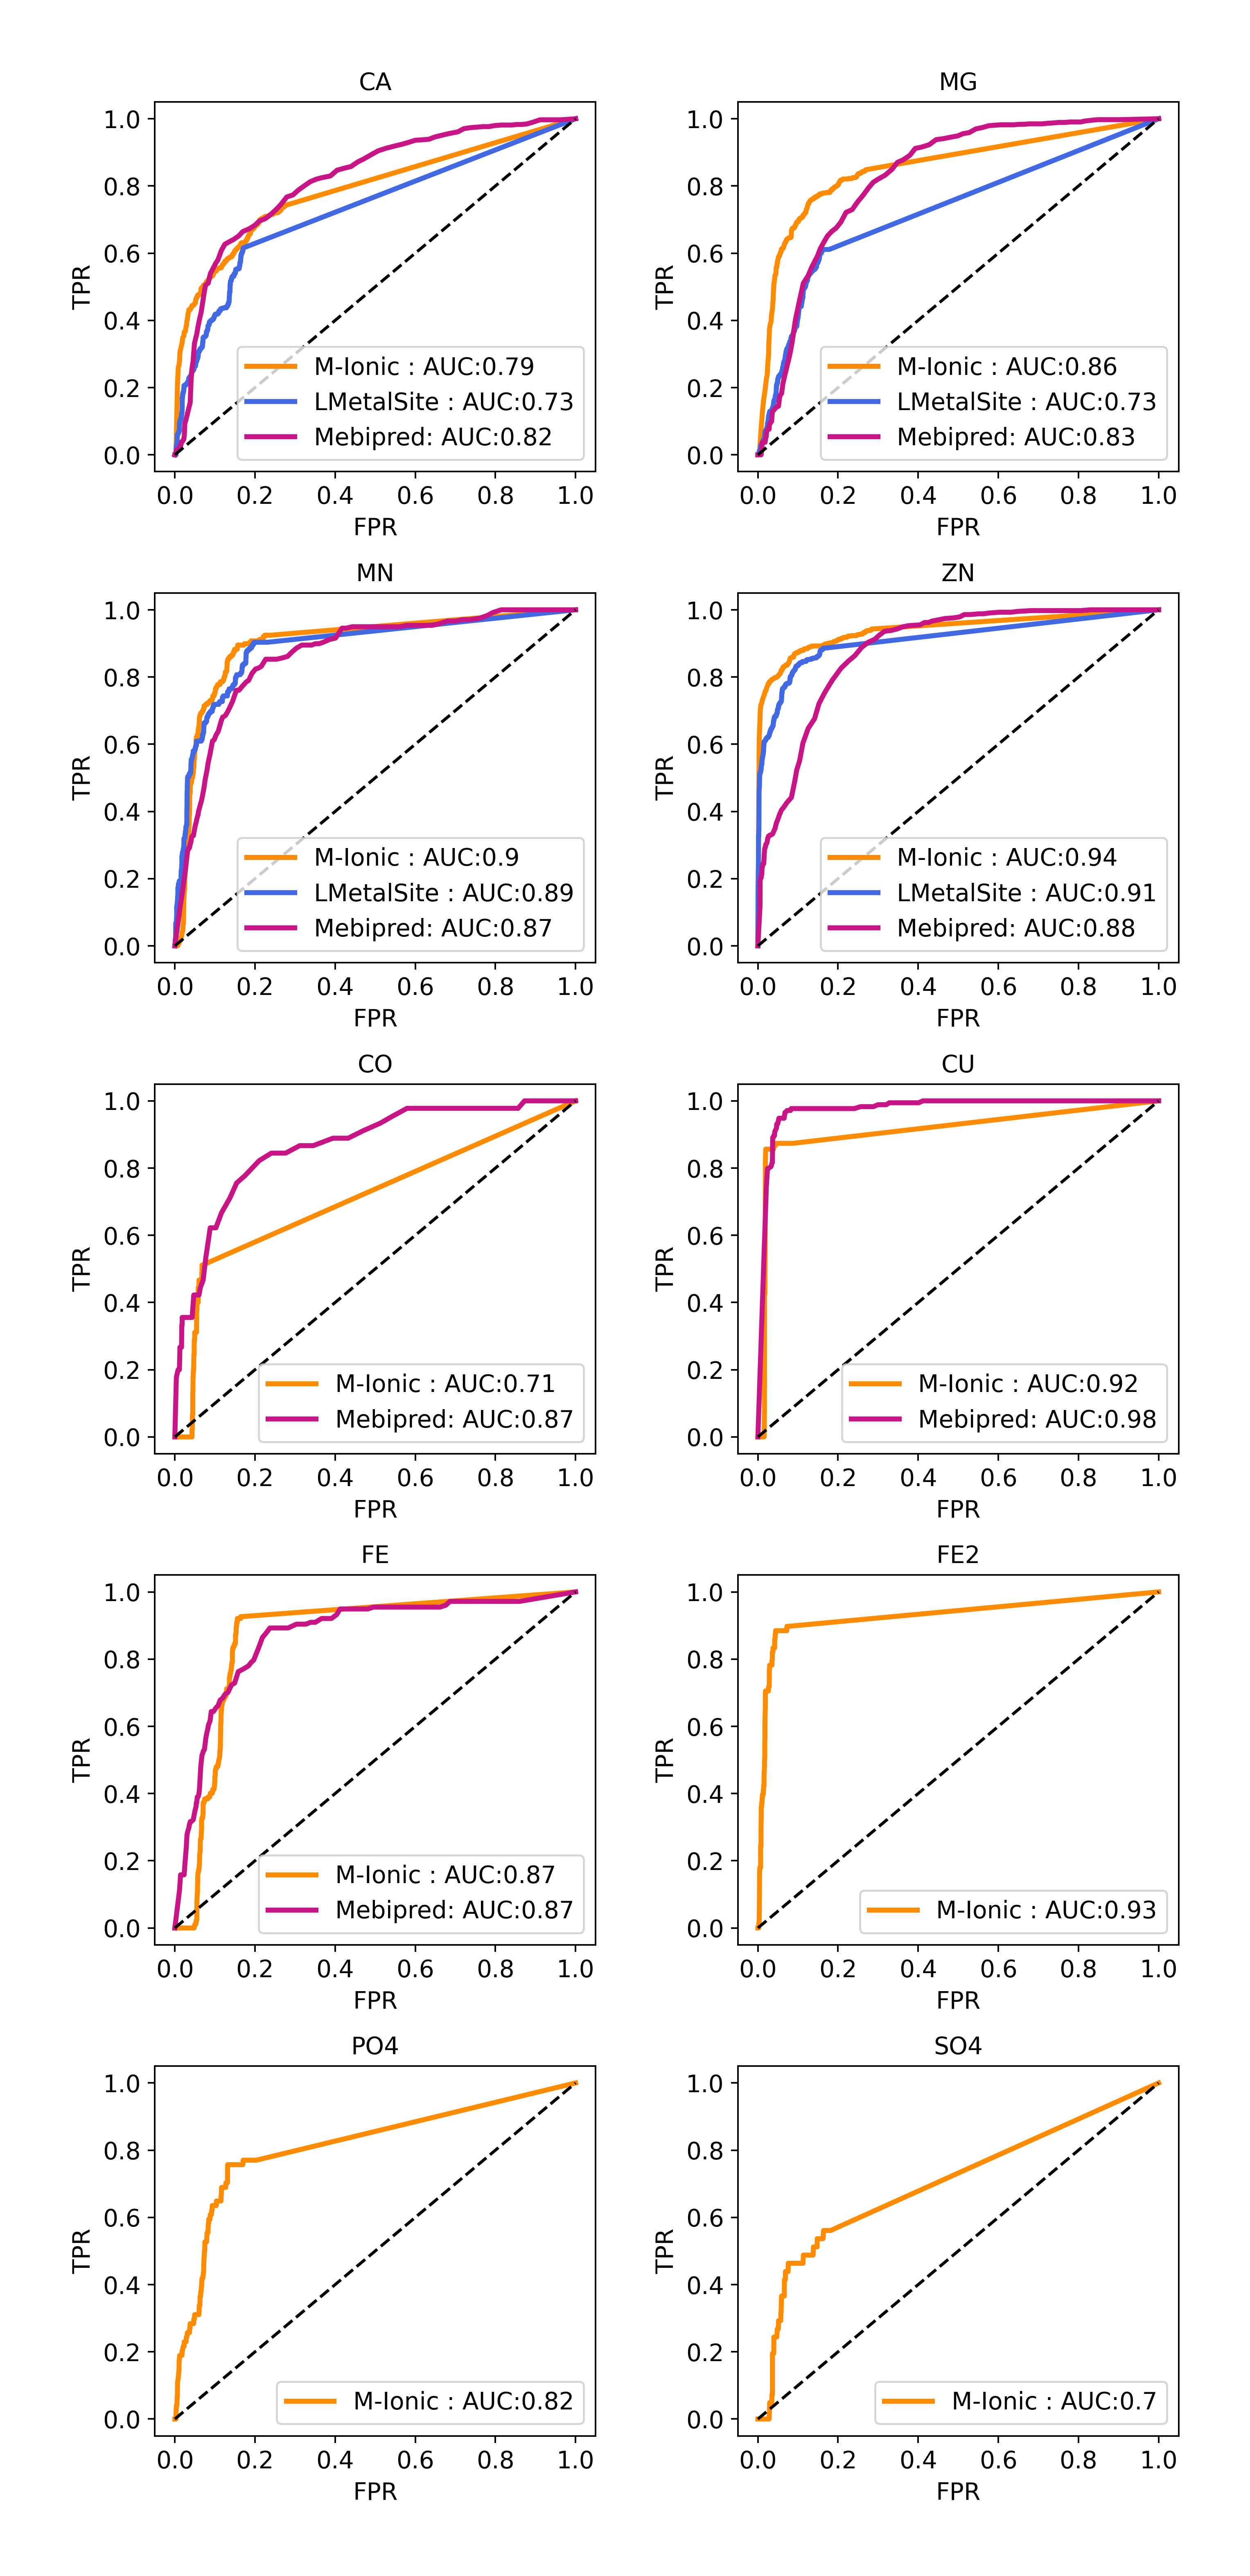 CA
1.0
0.8
0.6
0.4
0.2
0.0
TPR
M-Ionic : AUC:0.79
LMetalSite : AUC:0.73
Mebipred: AUC:0.82
0.0 0.2 0.4 0.6 0.8 1.0
FPR
MG
1.0
0.8
0.6
0.4
0.2
0.0
TPR
M-Ionic : AUC:0.86
LMetalSite : AUC:0.73
Mebipred: AUC:0.83
0.0 0.2 0.4 0.6 0.8 1.0
FPR
MN
1.0
0.8
0.6
0.4
0.2
0.0
TPR
M-Ionic : AUC:0.9
LMetalSite : AUC:0.89
Mebipred: AUC:0.87
0.0 0.2 0.4 0.6 0.8 1.0
FPR
ZN
1.0
0.8
0.6
0.4
0.2
0.0
TPR
M-Ionic : AUC:0.94
LMetalSite : AUC:0.91
Mebipred: AUC:0.88
0.0 0.2 0.4 0.6 0.8 1.0
FPR
CO
1.0
0.8
0.6
0.4
0.2
0.0
TPR
M-Ionic : AUC:0.71
Mebipred: AUC:0.87
0.0 0.2 0.4 0.6 0.8 1.0
FPR
CU
1.0
0.8
0.6
0.4
0.2
0.0
TPR
M-Ionic : AUC:0.92
Mebipred: AUC:0.98
0.0 0.2 0.4 0.6 0.8 1.0
FPR
FE
1.0
0.8
0.6
0.4
0.2
0.0
TPR
M-Ionic : AUC:0.87
Mebipred: AUC:0.87
0.0 0.2 0.4 0.6 0.8 1.0
FPR
FE2
1.0
0.8
0.6
0.4
0.2
0.0
TPR
M-Ionic : AUC:0.93
0.0 0.2 0.4 0.6 0.8 1.0
FPR
PO4
1.0
0.8
0.6
0.4
0.2
0.0
TPR
M-Ionic : AUC:0.82
0.0 0.2 0.4 0.6 0.8 1.0
FPR
SO4
1.0
0.8
0.6
0.4
0.2
0.0
TPR
M-Ionic : AUC:0.7
0.0 0.2 0.4 0.6 0.8 1.0
FPR